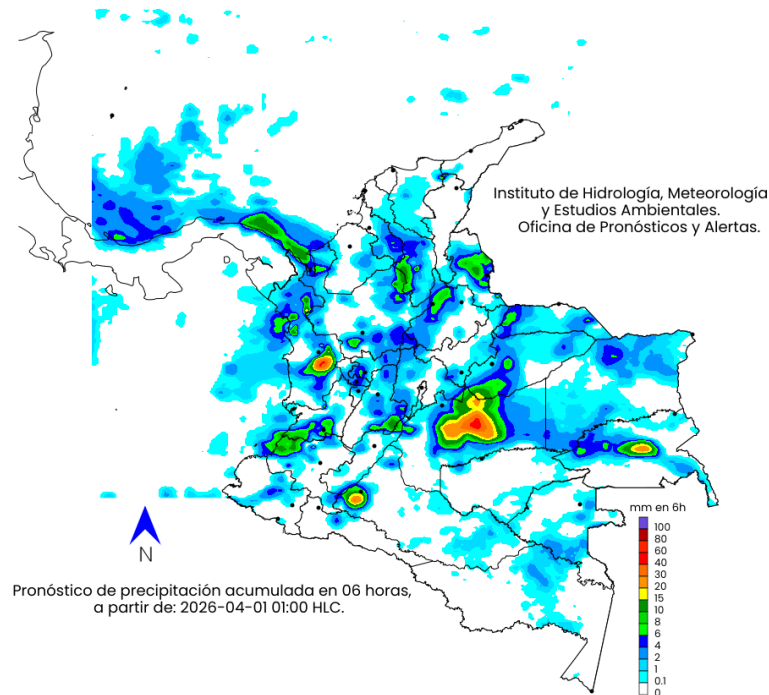 Instituto de Hidrología, Meteorología
y Estudios Ambientales.
Oficina de Pronósticos y Alertas.
N
Pronóstico de precipitación acumulada en 06 horas,
a partir de: 2026-04-01 01:00 HLC.
mm en 6h
100
80
60
40
30
20
15
10
8
6
4
2
1
0.1
0